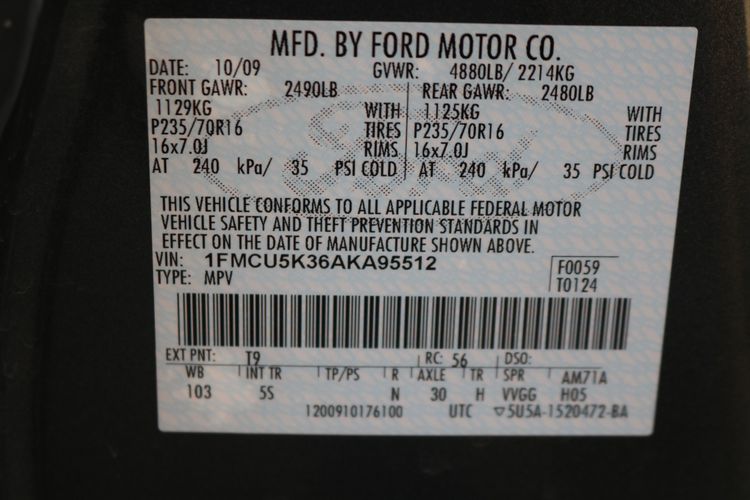 MFD. BY FORD MOTOR CO.
DATE: 10/09 GVWR: 4880LB/ 2214KG
FRONT GAWR: 2490LB REAR GAWR: 2480LB
1129KG WITH 1125KG WITH
P235/70R16 TIRES P235/70R16 TIRES
16x7.0J RIMS 16x7.0J RIMS
AT 240 kPa/ 35 PSI COLD AT 240 kPa/ 35 PSI COLD
THIS VEHICLE CONFORMS TO ALL APPLICABLE FEDERAL MOTOR
VEHICLE SAFETY AND THEFT PREVENTION STANDARDS IN
EFFECT ON THE DATE OF MANUFACTURE SHOWN ABOVE.
VIN: 1FMCU5K36AKA95512 F0059
TYPE: MPV T0124
EXT PNT: T9 RC: 56 DSO:
WB INT TR TP/PS R AXLE TR SPR AM71A
103 5S N 30 H VVGG H05
1200910176100 UTC ▽5U5A-1520472-BA